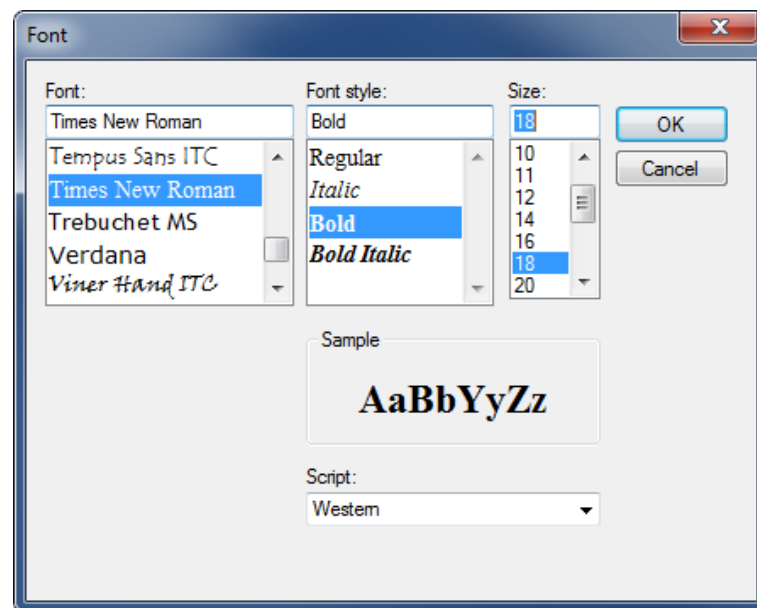 Font
Font:
Font style:
Size:
Times New Roman
Bold
18
OK
Cancel
Tempus Sans ITC
Times New Roman
Trebuchet MS
Verdana
Viner Hand ITC
Regular
Italic
Bold
Bold Italic
10
11
12
14
16
18
20
Sample
AaBbYyZz
Script:
Western